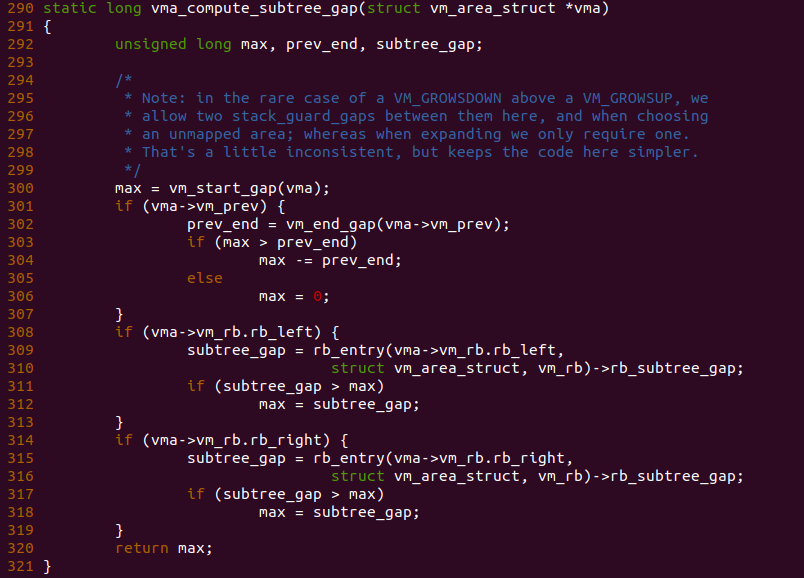 290 static long vma_compute_subtree_gap(struct vm_area_struct *vma)
291 {
292         unsigned long max, prev_end, subtree_gap;
293
294         /*
295          * Note: in the rare case of a VM_GROWSDOWN above a VM_GROWSUP, we
296          * allow two stack_guard_gaps between them here, and when choosing
297          * an unmapped area; whereas when expanding we only require one.
298          * That's a little inconsistent, but keeps the code here simpler.
299          */
300         max = vm_start_gap(vma);
301         if (vma->vm_prev) {
302                 prev_end = vm_end_gap(vma->vm_prev);
303                 if (max > prev_end)
304                         max -= prev_end;
305                 else
306                         max = 0;
307         }
308         if (vma->vm_rb.rb_left) {
309                 subtree_gap = rb_entry(vma->vm_rb.rb_left,
310                                 struct vm_area_struct, vm_rb)->rb_subtree_gap;
311                 if (subtree_gap > max)
312                         max = subtree_gap;
313         }
314         if (vma->vm_rb.rb_right) {
315                 subtree_gap = rb_entry(vma->vm_rb.rb_right,
316                                 struct vm_area_struct, vm_rb)->rb_subtree_gap;
317                 if (subtree_gap > max)
318                         max = subtree_gap;
319         }
320         return max;
321 }